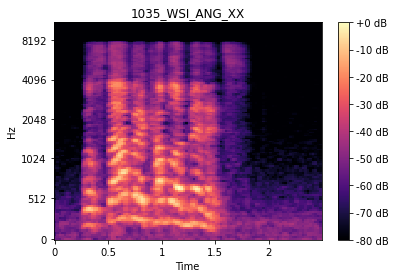 1035_WSI_ANG_XX
Hz
8192
4096
2048
1024
512
0
0
0.5
1
1.5
2
Time
+0 dB
-10 dB
-20 dB
-30 dB
-40 dB
-50 dB
-60 dB
-70 dB
-80 dB